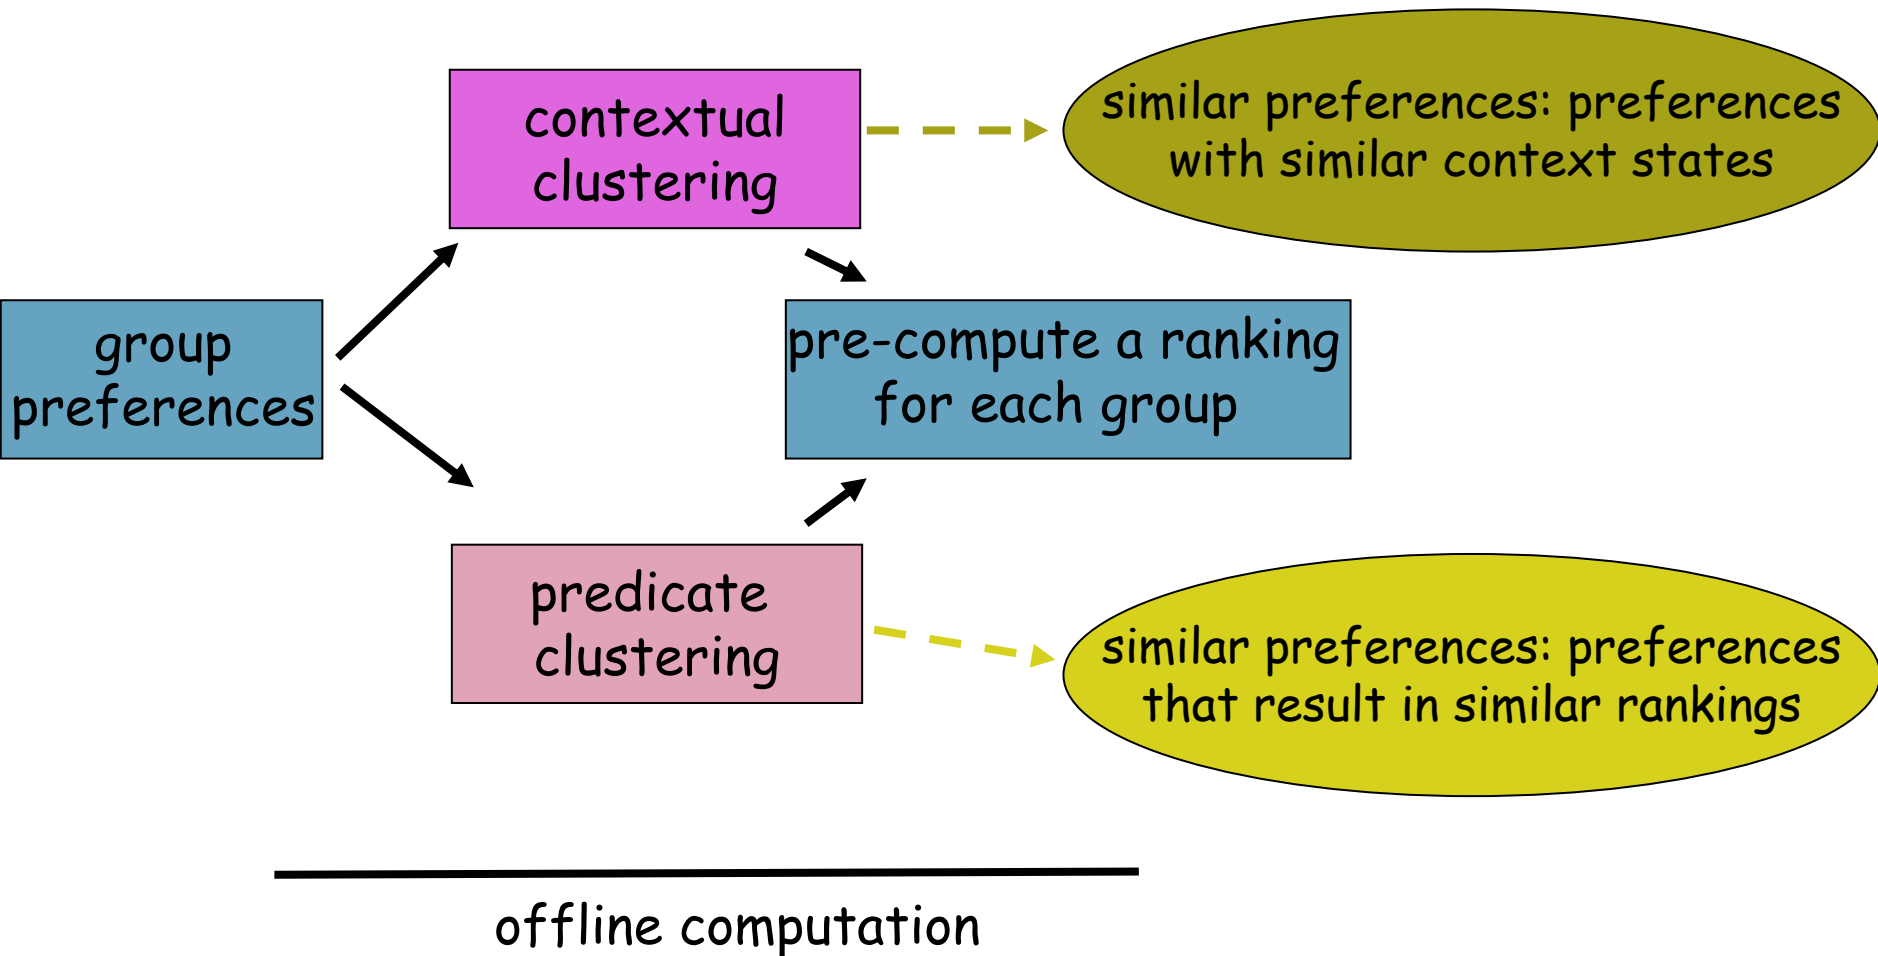 contextual
clustering
similar preferences: preferences
with similar context states
group
preferences
pre-compute a ranking
for each group
predicate
clustering
similar preferences: preferences
that result in similar rankings
offline computation